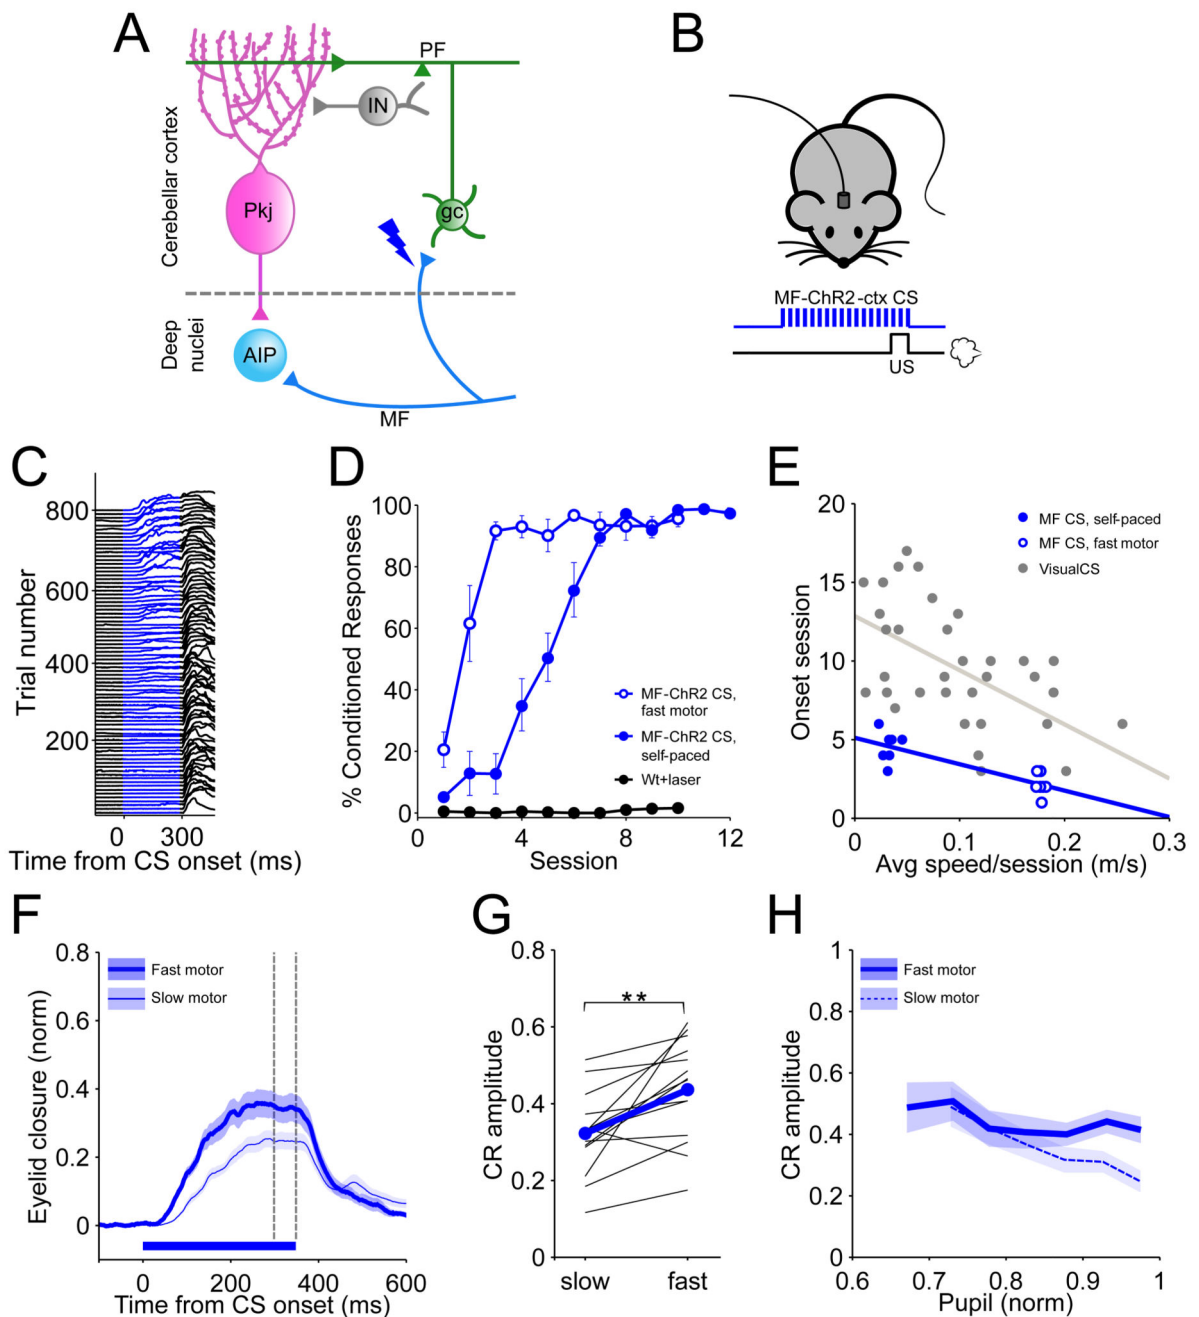 A
PF
IN
Cerebellar cortex
Pkj
gc
Deep
nuclei
AIP
MF
B
MF-ChR2-ctx CS
US
C
800
600
400
200
Trial number
0 300
Time from CS onset (ms)
D
100
80
60
40
20
0
% Conditioned Responses
MF-ChR2 CS,
fast motor
MF-ChR2 CS,
self-paced
Wt+laser
0 4 8 12
Session
E
20
15
10
5
0
Onset session
MF CS, self-paced
MF CS, fast motor
VisualCS
0 0.1 0.2 0.3
Avg speed/session (m/s)
F
0.8
0.6
0.4
0.2
0
Eyelid closure (norm)
Fast motor
Slow motor
0 200 400 600
Time from CS onset (ms)
G
0.8
0.6
0.4
0.2
0
CR amplitude
**
slow fast
H
1
0.8
0.6
0.4
0.2
0
CR amplitude
Fast motor
Slow motor
0.6 0.7 0.8 0.9 1
Pupil (norm)